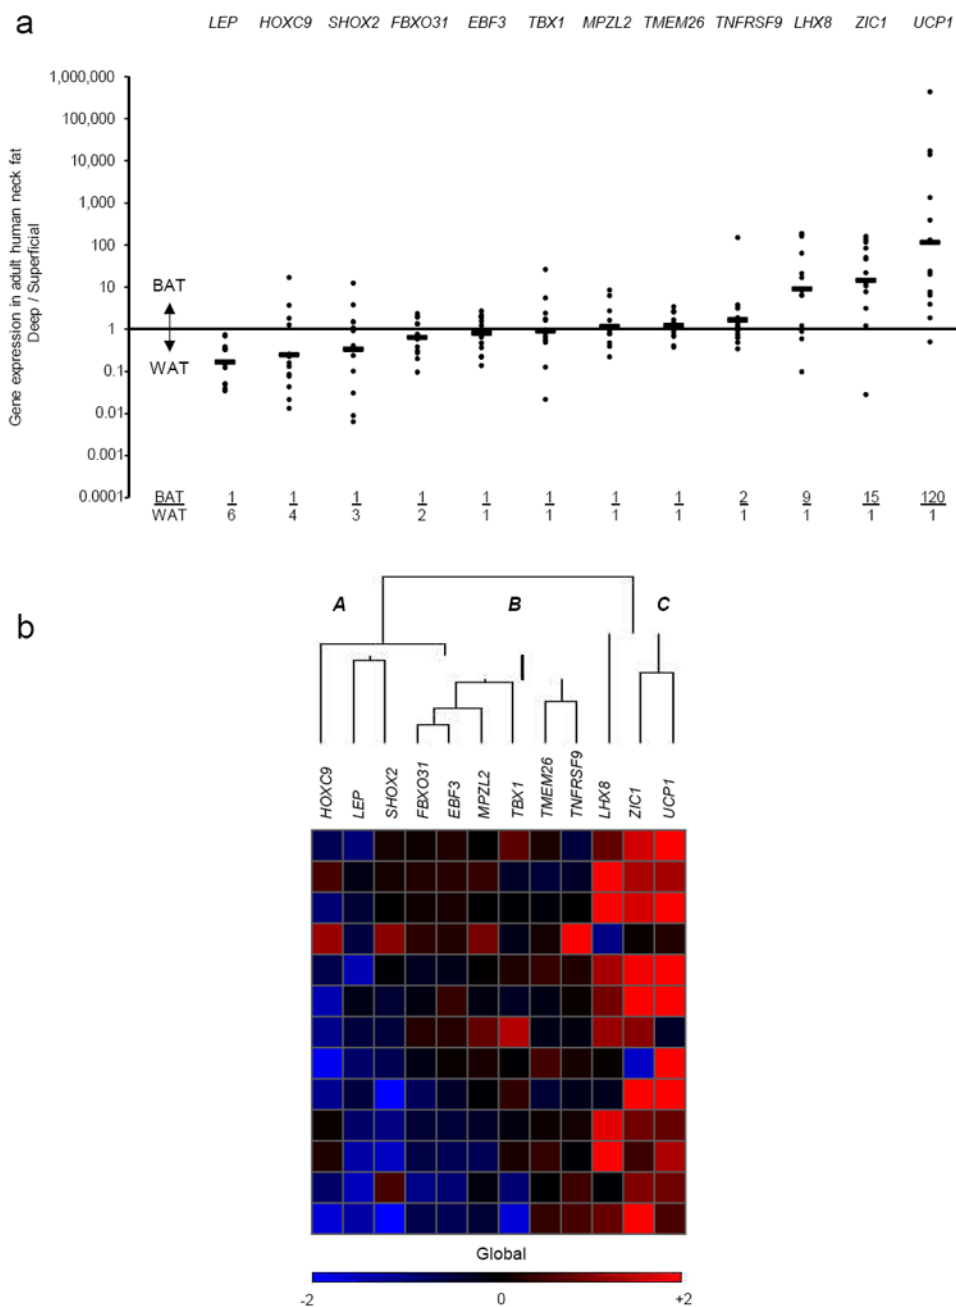 a
LEP HOXC9 SHOX2 FBXO31 EBF3 TBX1 MPZL2 TMEM26 TNFRSF9 LHX8 ZIC1 UCP1
Gene expression in adult human neck fat
Deep / Superficial
1,000,000
100,000
10,000
1,000
100
10
1
0.1
0.01
0.001
0.0001
BAT
WAT
BAT 1 1 1 1 1 1 1 1 2 9 15 120
WAT 6 4 3 2 1 1 1 1 1 1 1 1
b
A B C
HOXC9 LEP SHOX2 FBXO31 EBF3 MPZL2 TBX1 TMEM26 TNFRSF9 LHX8 ZIC1 UCP1
Global
-2 0 +2